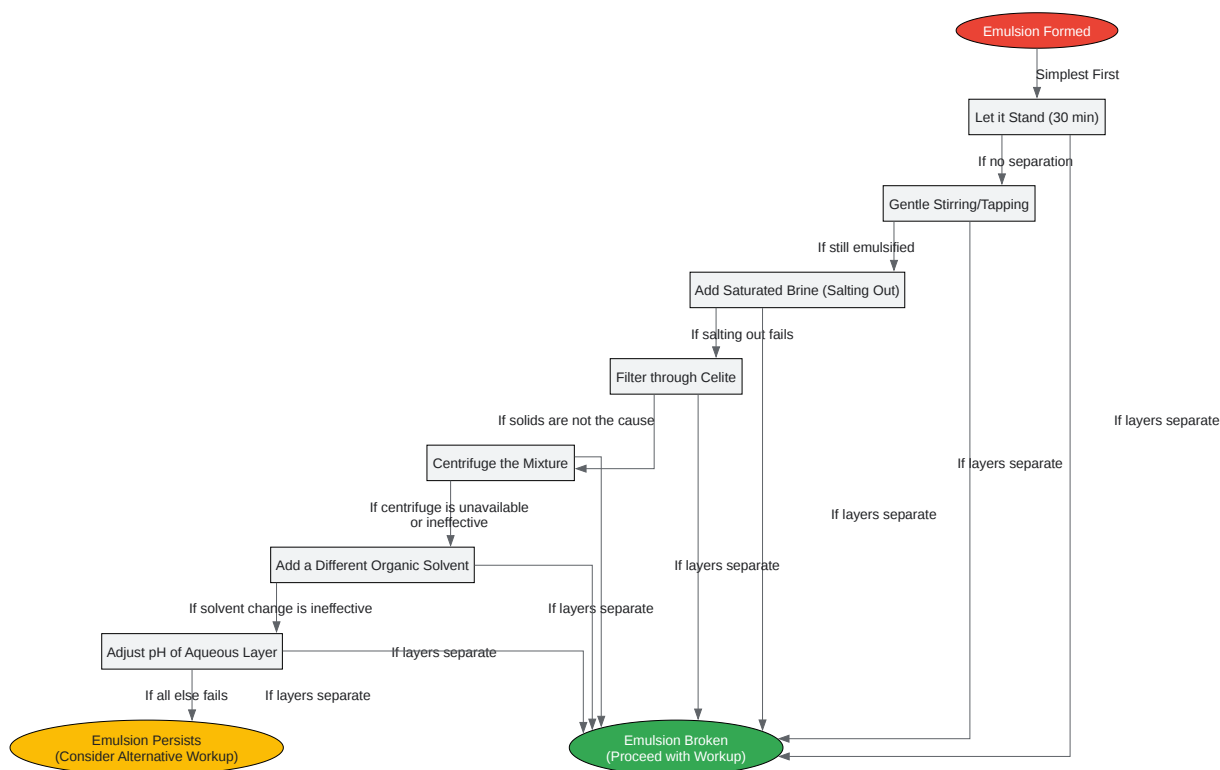 Emulsion Formed
Simplest First
Let it Stand (30 min)
If no separation
Gentle Stirring/Tapping
If still emulsified
Add Saturated Brine (Salting Out)
If salting out fails
Filter through Celite
If solids are not the cause
If layers separate
Centrifuge the Mixture
If layers separate
If centrifuge is unavailable
or ineffective
If layers separate
Add a Different Organic Solvent
If layers separate
If solvent change is ineffective
If layers separate
Adjust pH of Aqueous Layer
If layers separate
If all else fails
If layers separate
Emulsion Persists
(Consider Alternative Workup)
Emulsion Broken
(Proceed with Workup)